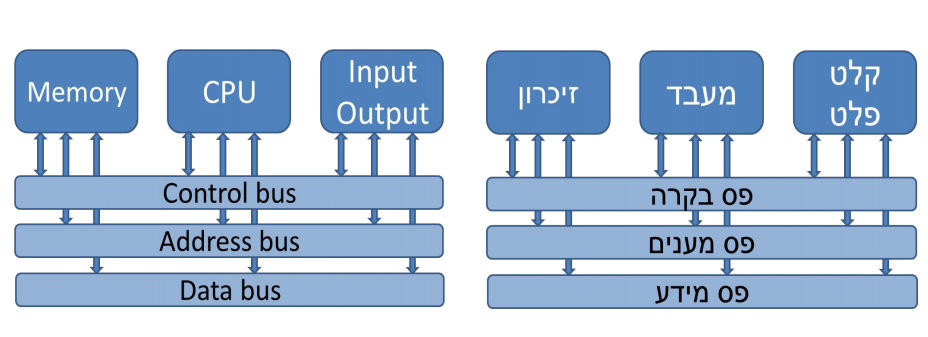 Memory
CPU
Input
Output
Control bus
Address bus
Data bus
זיכרון
מעבד
קלט
פלט
פס בקרה
פס מענים
פס מידע